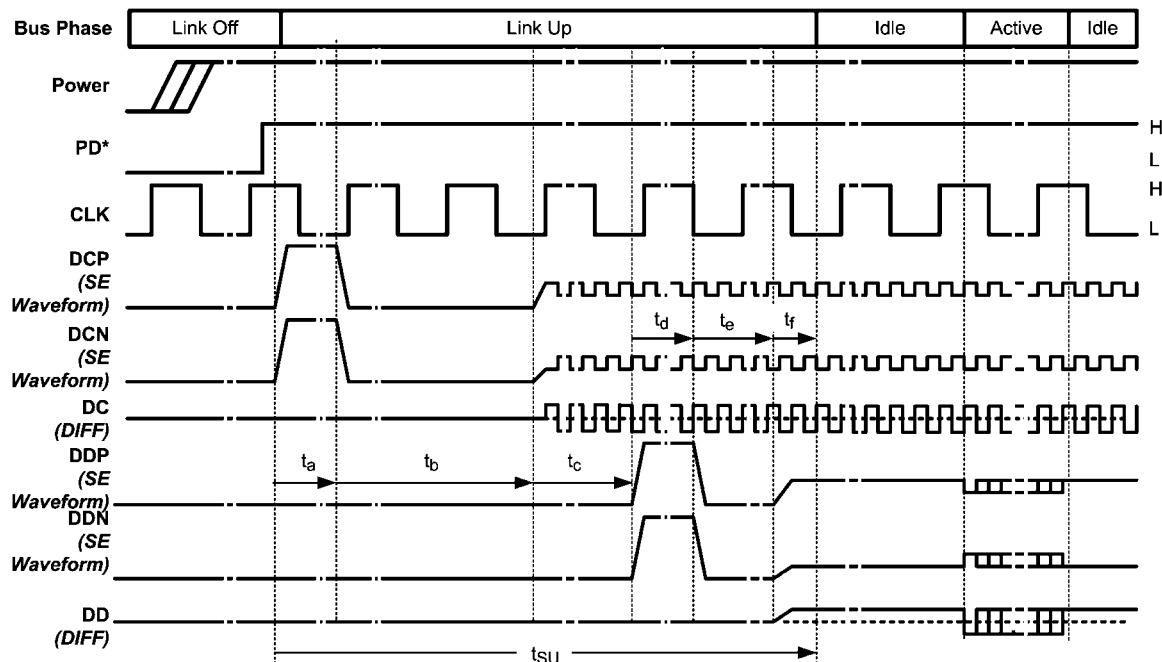 Bus Phase Link Off Link Up Idle Active Idle
Power
PD*
H
L
CLK
H
L
DCP
(SE
Waveform)
DCN
(SE
Waveform)
td te tf
DC
(DIFF)
DDP
(SE
Waveform)
ta tb tc
DDN
(SE
Waveform)
DD
(DIFF)
tSU